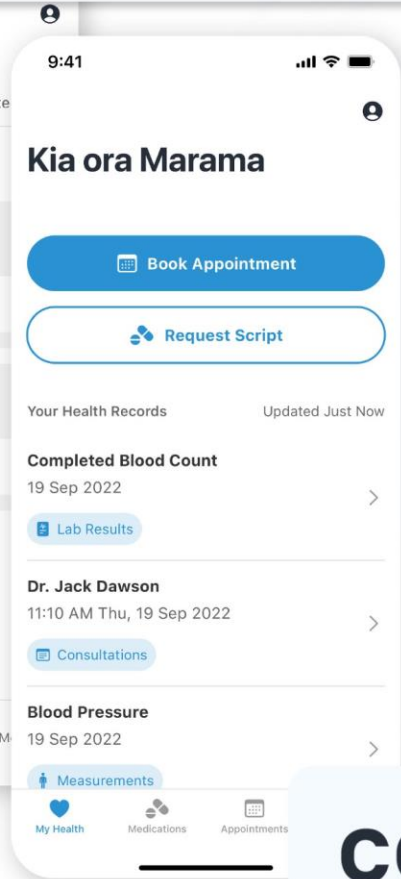 9:41
Kia ora Marama
Book Appointment
Request Script
Your Health Records Updated Just Now
Completed Blood Count
19 Sep 2022
Lab Results
Dr. Jack Dawson
11:10 AM Thu, 19 Sep 2022
Consultations
Blood Pressure
19 Sep 2022
Measurements
My Health Medications Appointments